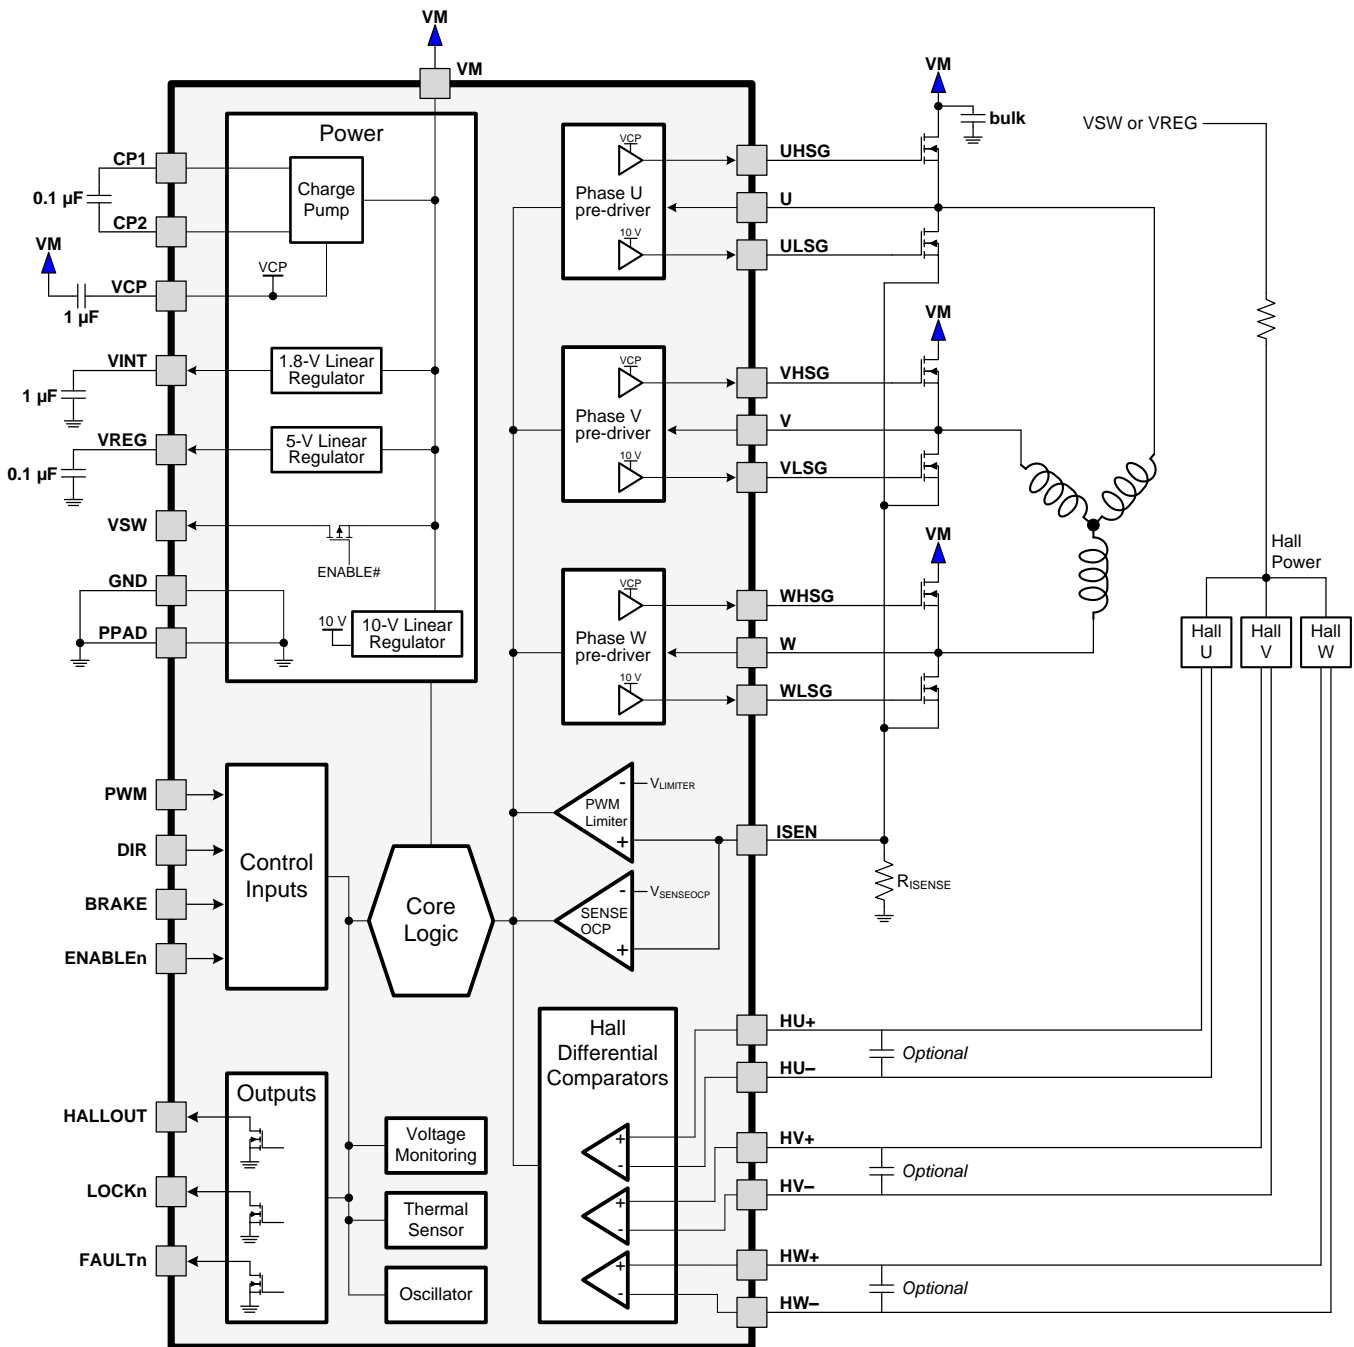 VM
VM
Power
CP1
0.1 µF
CP2
Charge
Pump
VM
VCP
1 µF
VCP
VINT
1 µF
1.8-V Linear
Regulator
VREG
0.1 µF
5-V Linear
Regulator
VSW
ENABLE#
GND
PPAD
10 V
10-V Linear
Regulator
VCP
Phase U
pre-driver
10 V
UHSG
U
ULSG
VM
bulk
VSW or VREG
VCP
Phase V
pre-driver
10 V
VHSG
V
VLSG
VM
VCP
Phase W
pre-driver
10 V
WHSG
W
WLSG
VM
Hall
Power
Hall
U
Hall
V
Hall
W
PWM
DIR
BRAKE
ENABLEn
Control
Inputs
Core
Logic
-
VLIMITER
PWM
Limiter
+
-
VSENSEOCP
SENSE
OCP
+
ISEN
RISENSE
Hall
Differential
Comparators
+
-
+
-
+
-
HU+
Optional
HU–
HV+
Optional
HV–
HW+
Optional
HW–
Outputs
HALLOUT
LOCKn
FAULTn
Voltage
Monitoring
Thermal
Sensor
Oscillator